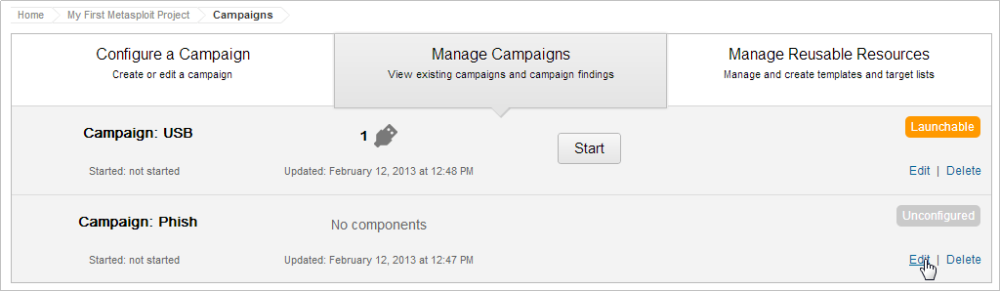 Home My First Metasploit Project Campaigns
Configure a Campaign
Create or edit a campaign
Manage Campaigns
View existing campaigns and campaign findings
Manage Reusable Resources
Manage and create templates and target lists
Campaign: USB
1
Start
Launchable
Started: not started
Updated: February 12, 2013 at 12:48 PM
Edit | Delete
Campaign: Phish
No components
Unconfigured
Started: not started
Updated: February 12, 2013 at 12:47 PM
Edit | Delete